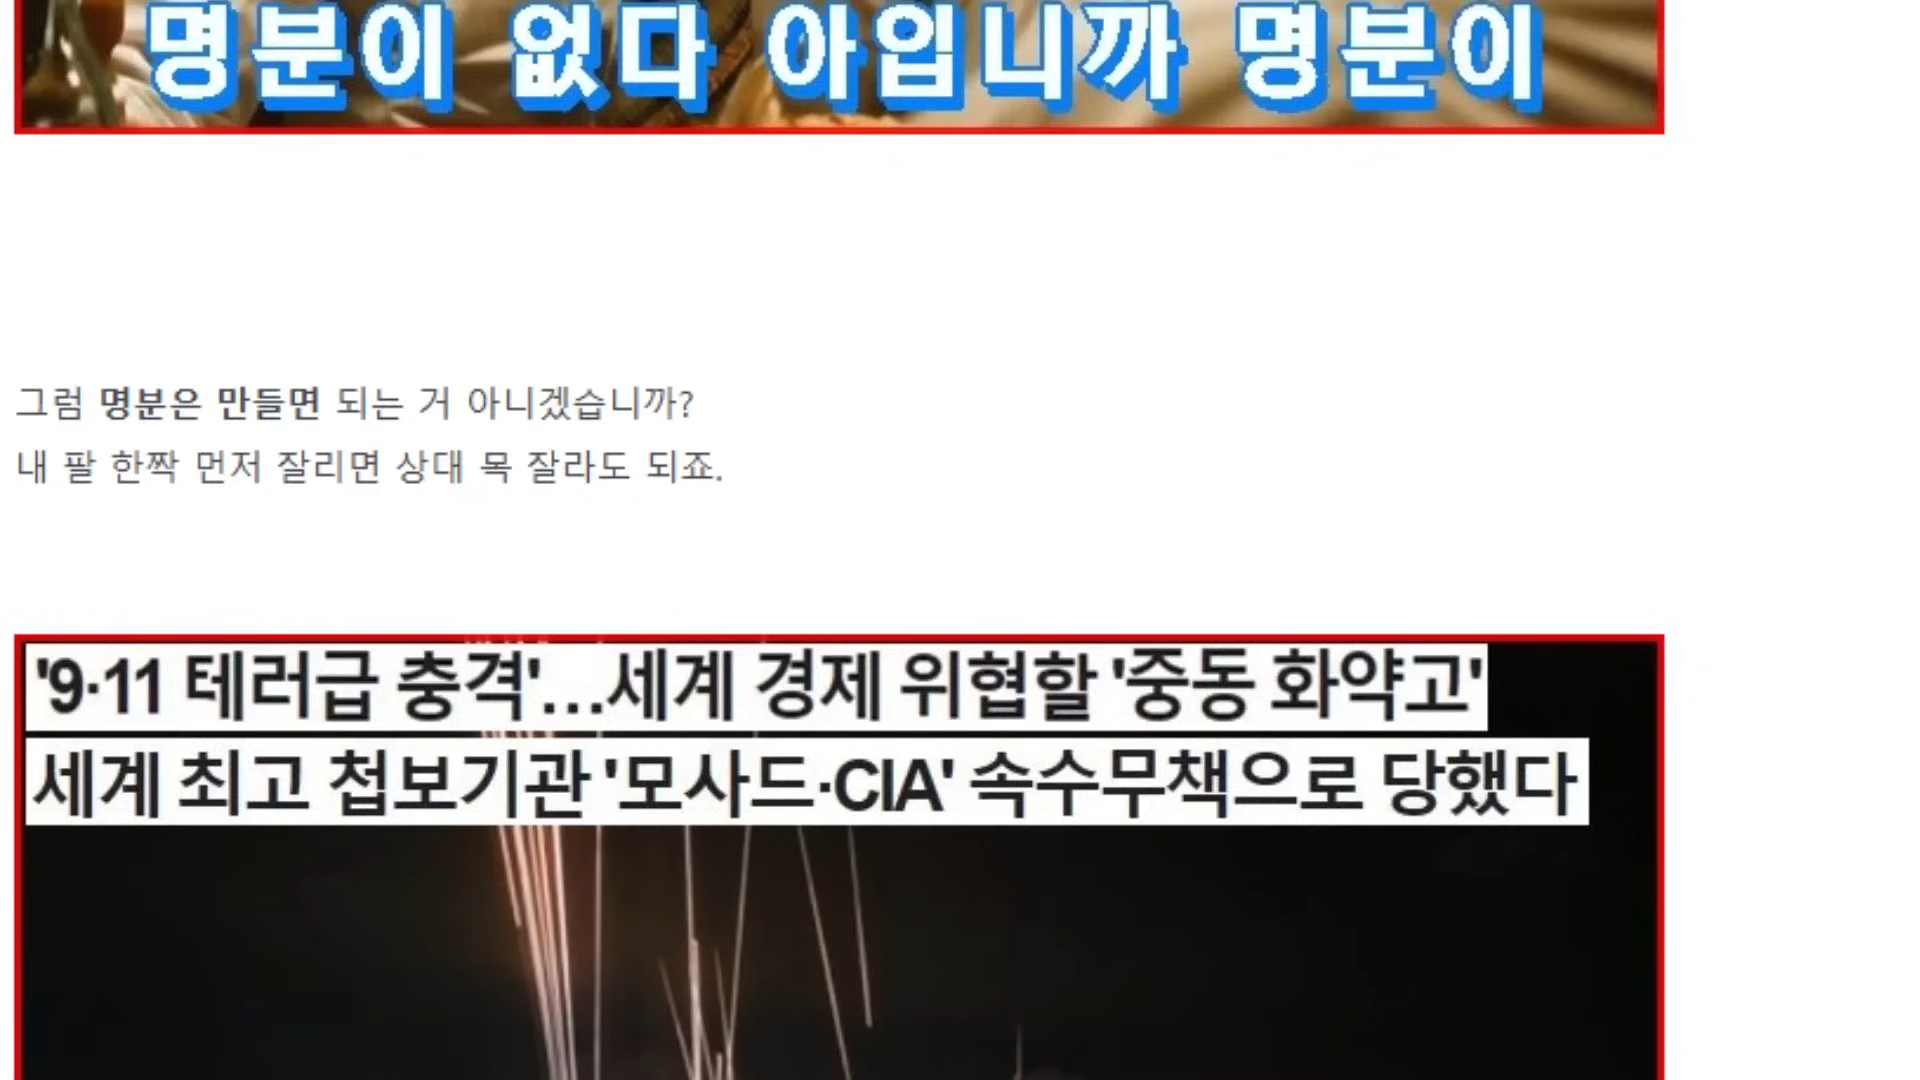 명분이 없다 아입니까 명분이
그럼 명분은 만들면 되는 거 아니겠습니까?
내 팔 한짝 먼저 잘리면 상대 목 잘라도 되죠.
'9·11 테러급 충격'...세계 경제 위협할 '중동 화약고'
세계 최고 첩보기관 '모사드·CIA' 속수무책으로 당했다